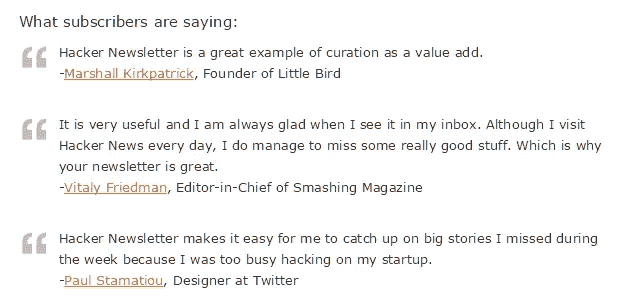 What subscribers are saying:
Hacker Newsletter is a great example of curation as a value add.
-Marshall Kirkpatrick, Founder of Little Bird
It is very useful and I am always glad when I see it in my inbox. Although I visit
Hacker News every day, I do manage to miss some really good stuff. Which is why
your newsletter is great.
-Vitaly Friedman, Editor-in-Chief of Smashing Magazine
Hacker Newsletter makes it easy for me to catch up on big stories I missed during
the week because I was too busy hacking on my startup.
-Paul Stamatiou, Designer at Twitter